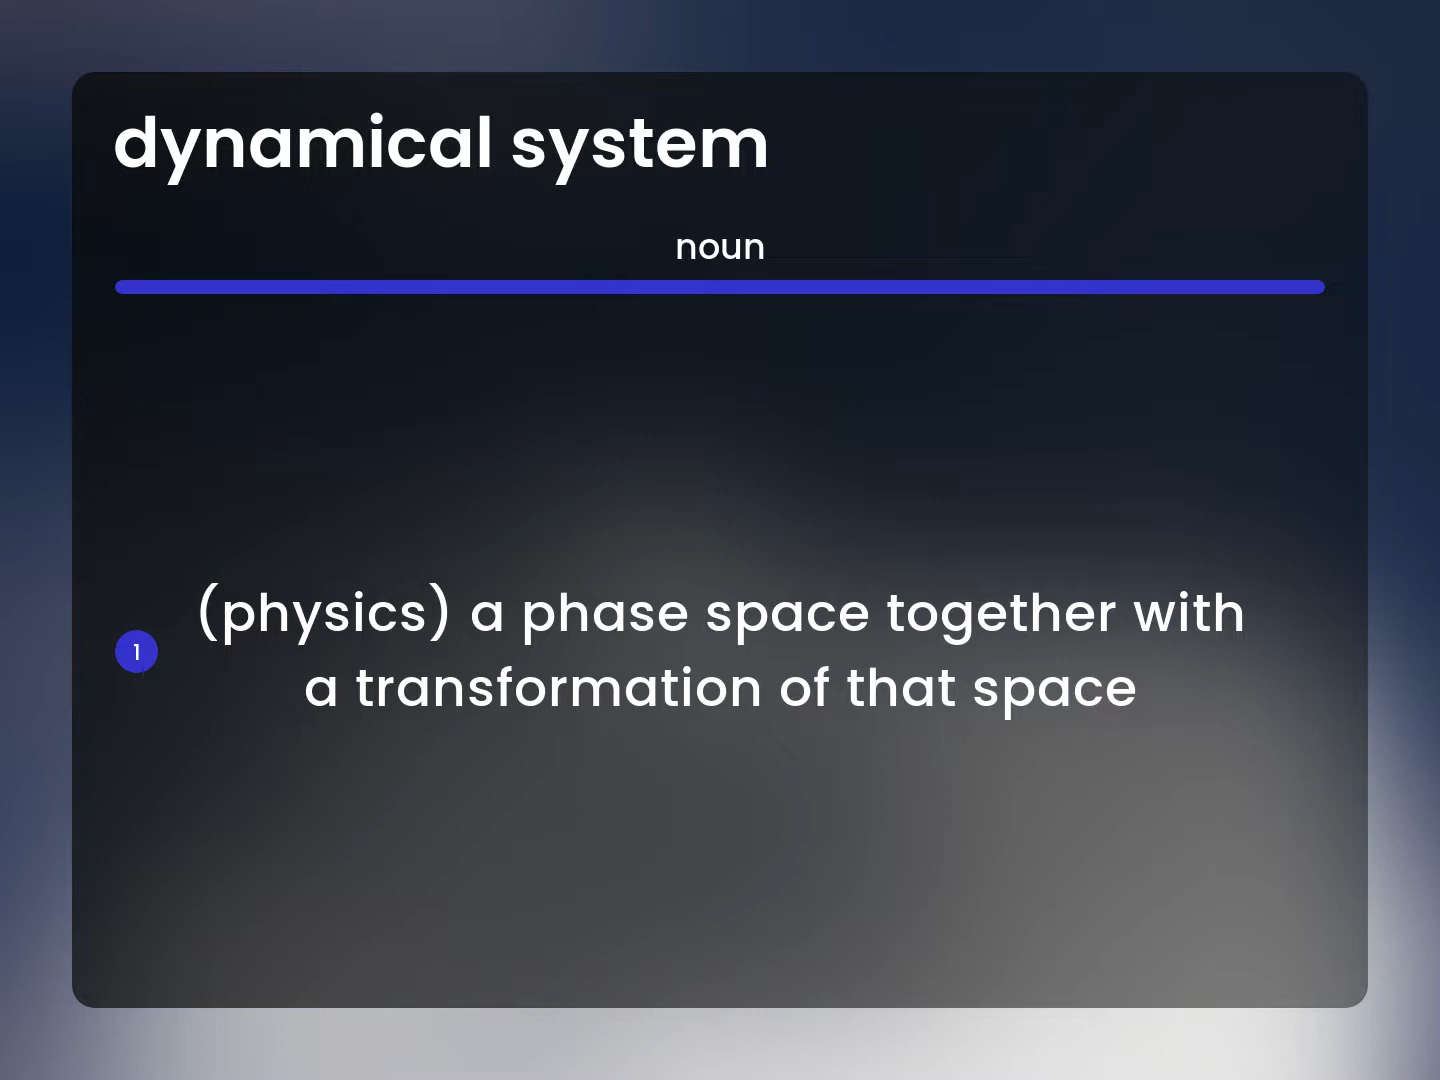 dynamical system
noun
1
(physics) a phase space together with
a transformation of that space